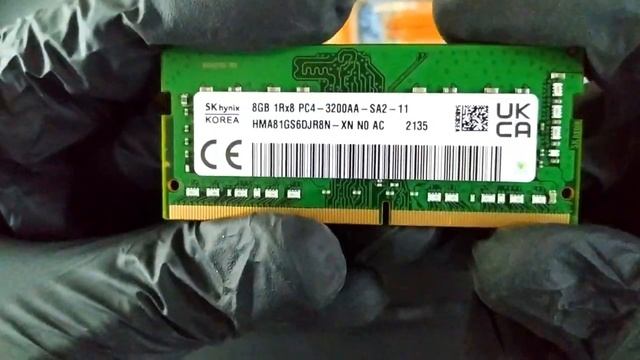 SK hynix
KOREA
8GB 1Rx8 PC4-3200AA-SA2-11
HMA81GS6DJR8N-XN N0 AC 2135
CE
UK
CA